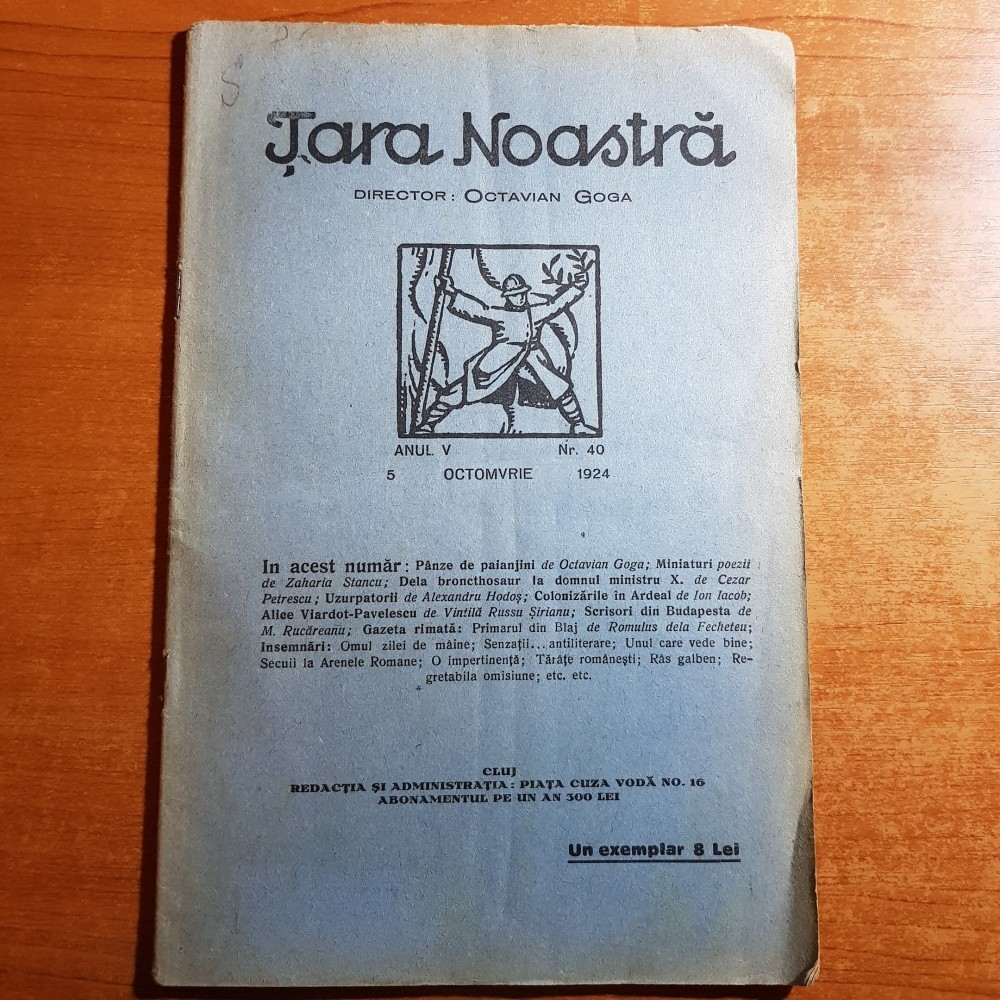 S
Țara Noastră
DIRECTOR: OCTAVIAN GOGA
ANUL V Nr. 40
5 OCTOMVRIE 1924
In acest număr: Pânze de paianjini de Octavian Goga; Miniaturi poezii
de Zaharia Stancu; Dela broncthosaur la domnul ministru X. de Cezar
Petrescu; Uzurpatorii de Alexandru Hodoș; Colonizările în Ardeal de Ion Iacob;
Alice Viardot-Pavelescu de Vintilă Russu Șirianu; Scrisori din Budapesta de
M. Rucăreanu; Gazeta rimată: Primarul din Blaj de Romulus dela Fecheteu;
Insemnări: Omul zilei de mâine; Senzații... antiliterare; Unul care vede bine;
Secuii la Arenele Romane; O impertinență; Tărâțe românești; Râs galben; Re-
gretabila omisiune; etc. etc.
CLUJ
REDACȚIA ȘI ADMINISTRAȚIA: PIAȚA CUZA VODĂ NO. 16
ABONAMENTUL PE UN AN 300 LEI
Un exemplar 8 Lei